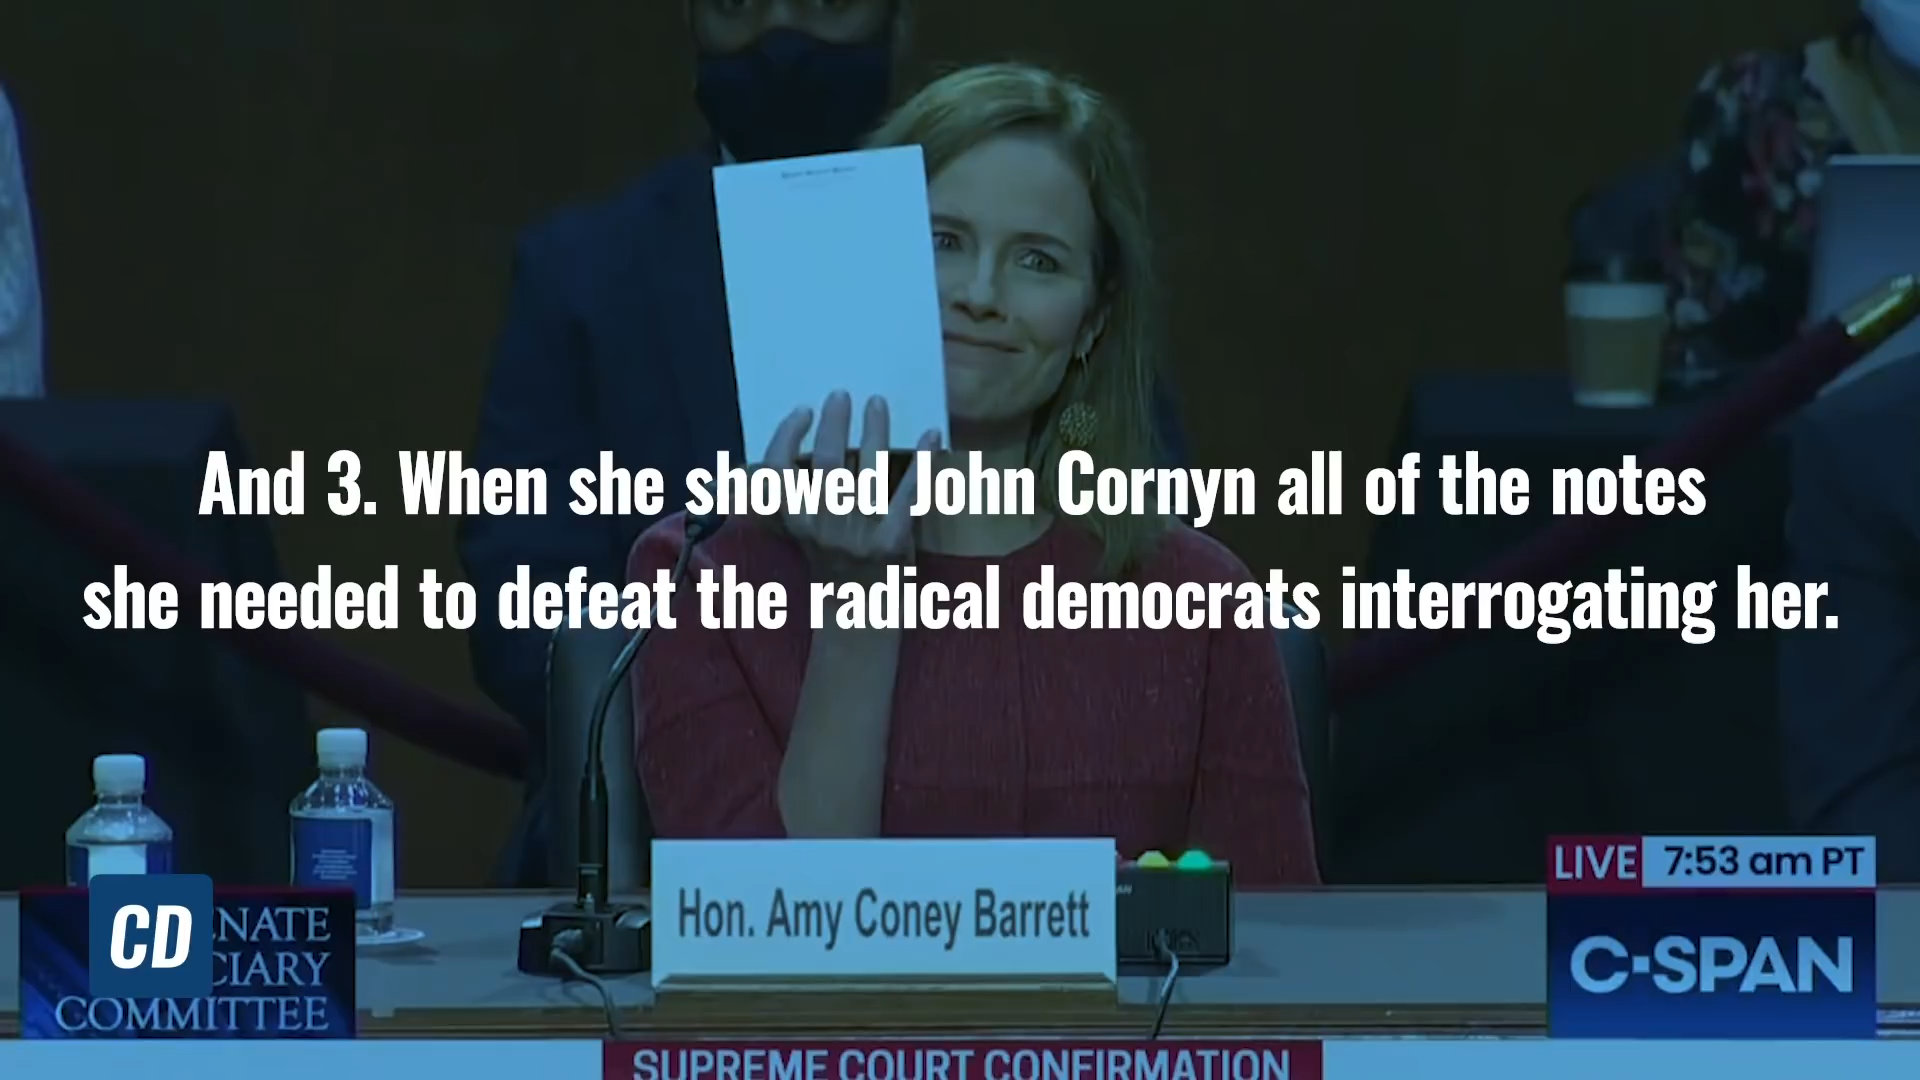 And 3. When she showed John Cornyn all of the notes
she needed to defeat the radical democrats interrogating her.
Hon. Amy Coney Barrett
LIVE 7:53 am PT
C-SPAN
CD
ENATE
CIARY
COMMITTEE
SUPREME COURT CONFIRMATION